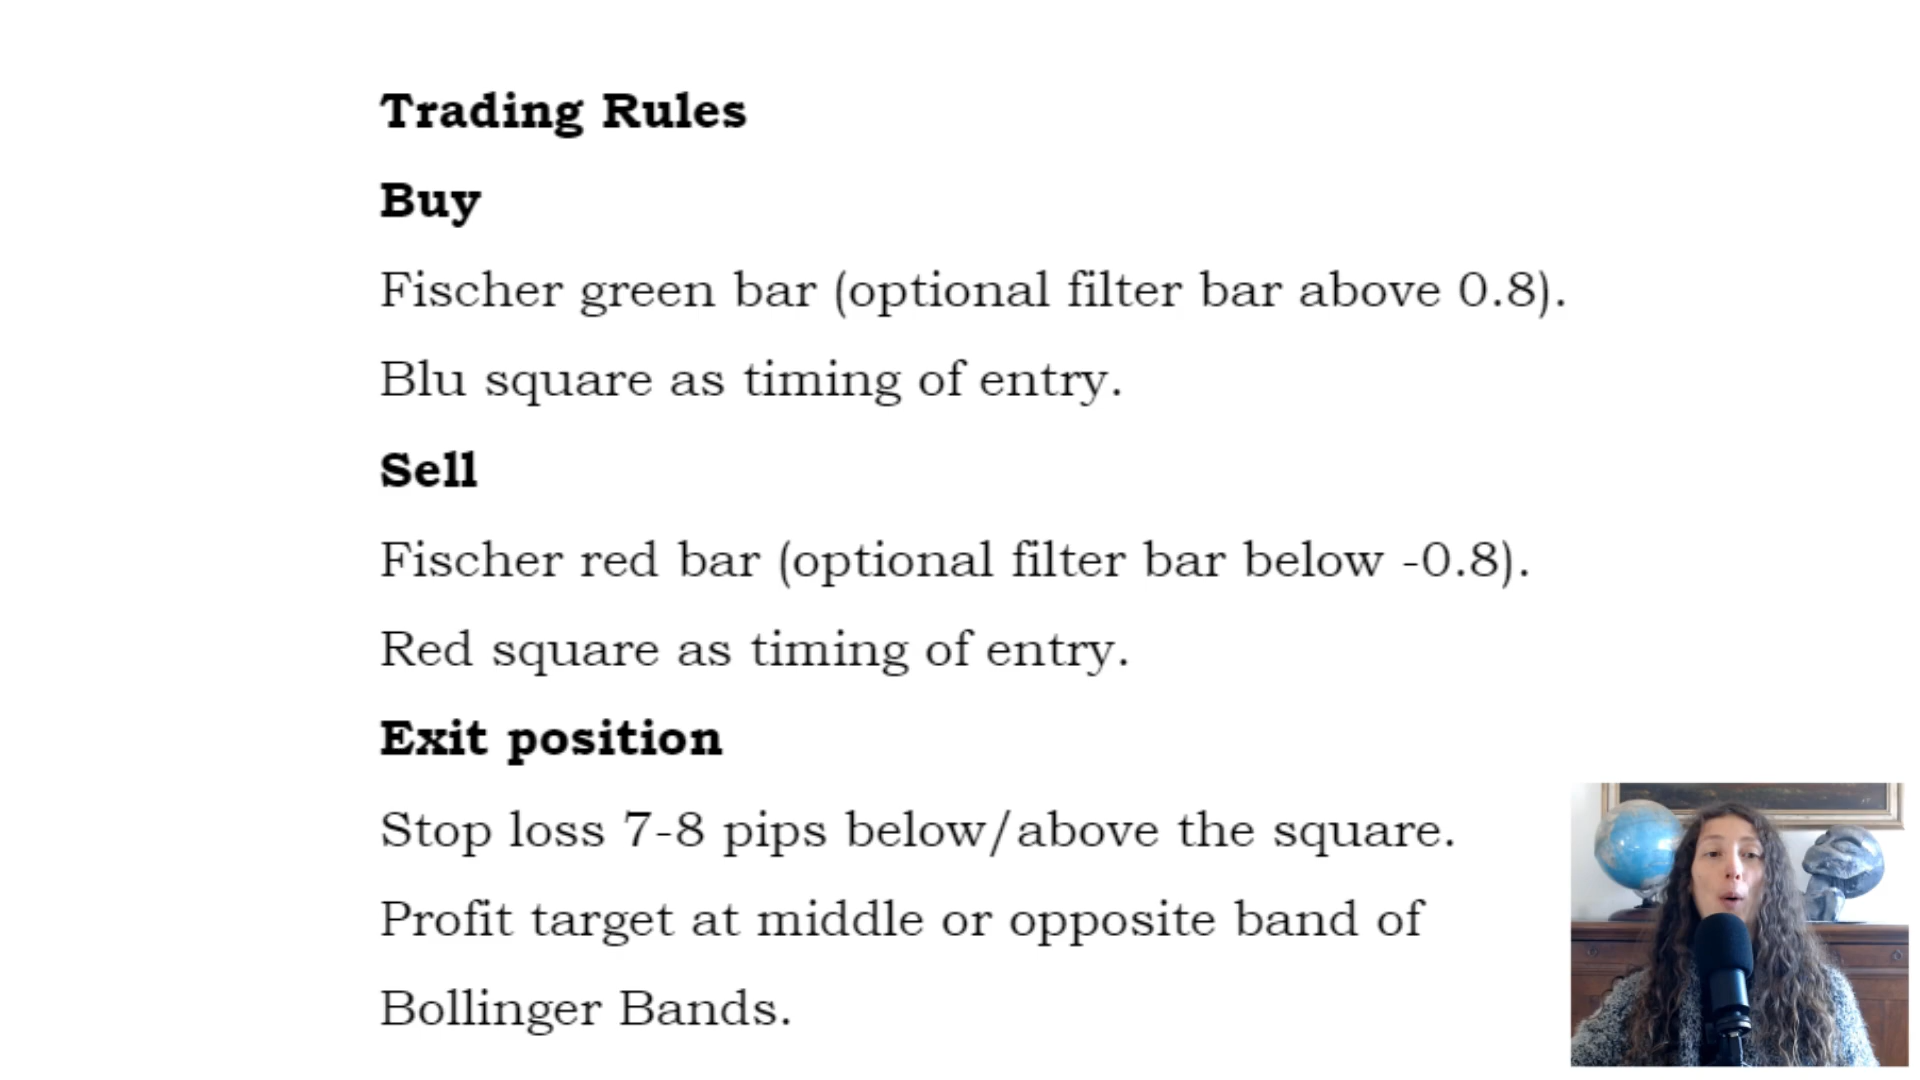 Trading Rules
Buy
Fischer green bar (optional filter bar above 0.8).
Blu square as timing of entry.
Sell
Fischer red bar (optional filter bar below -0.8).
Red square as timing of entry.
Exit position
Stop loss 7-8 pips below/above the square.
Profit target at middle or opposite band of
Bollinger Bands.